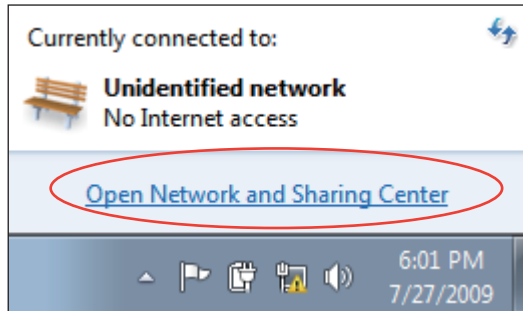 Currently connected to:
Unidentified network
No Internet access
Open Network and Sharing Center
6:01 PM
7/27/2009